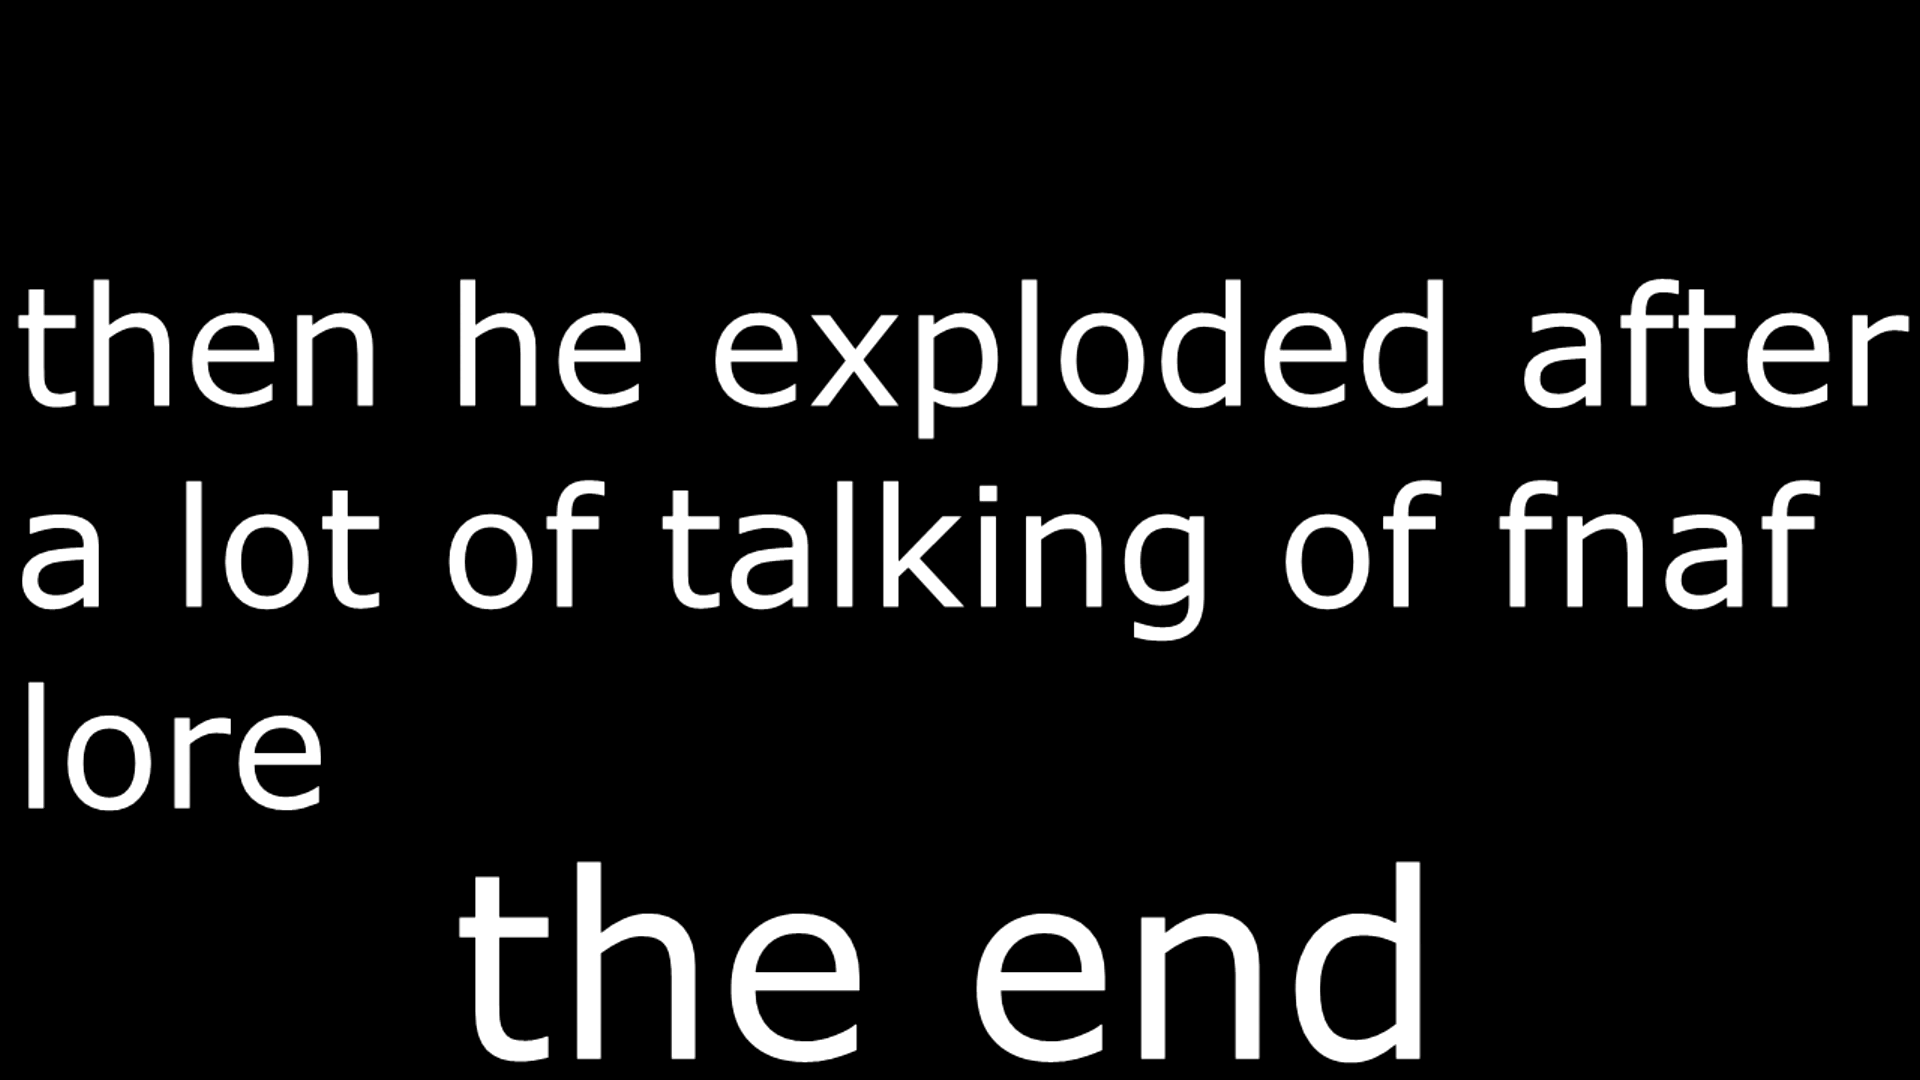 then he exploded after
a lot of talking of fnaf
lore
the end